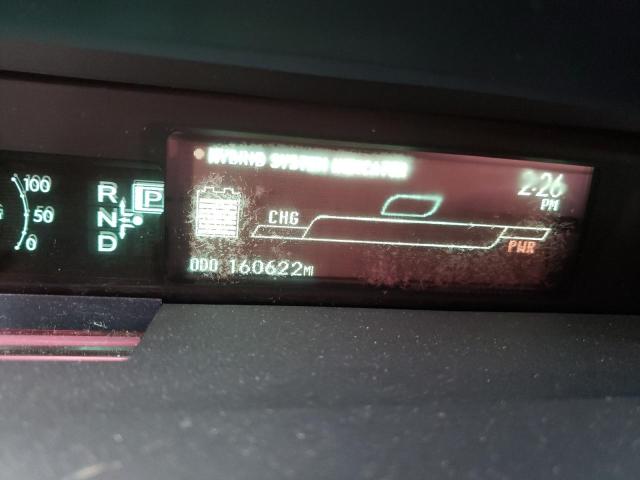 HYBRID SYSTEM INDICATOR
2:26
PM
100
50
0
R
N
D
P
CHG
PWR
ODO 160622MI